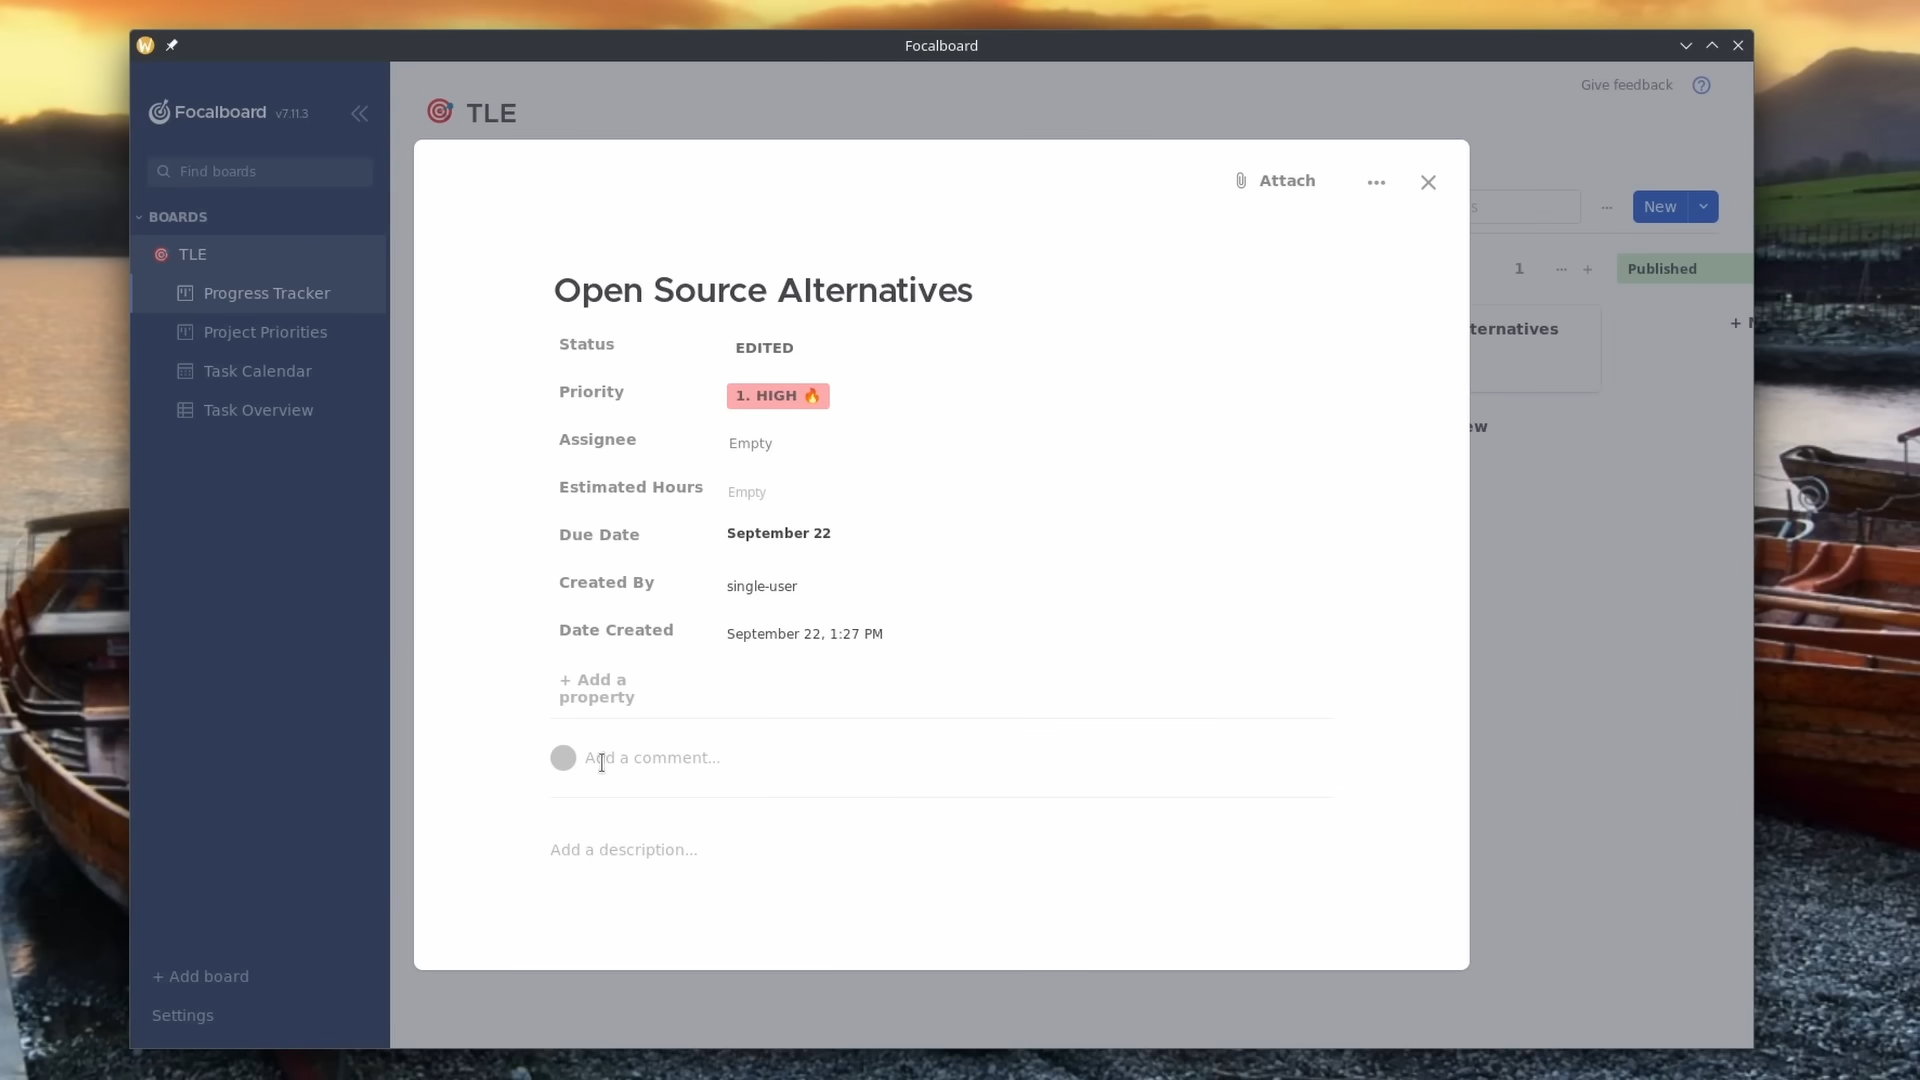 Focalboard
Focalboard v7.11.3
Find boards
BOARDS
TLE
Progress Tracker
Project Priorities
Task Calendar
Task Overview
+ Add board
Settings
Give feedback
TLE
New
1
Published
ternatives
ew
Attach
Open Source Alternatives
Status EDITED
Priority 1. HIGH 🔥
Assignee Empty
Estimated Hours Empty
Due Date September 22
Created By single-user
Date Created September 22, 1:27 PM
+ Add a
property
Add a comment...
Add a description...